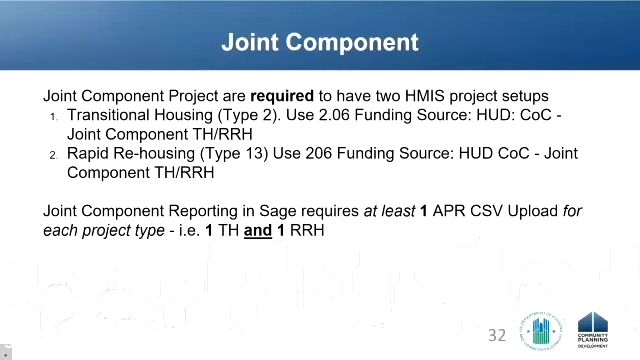 Joint Component
Joint Component Project are required to have two HMIS project setups
1. Transitional Housing (Type 2). Use 2.06 Funding Source: HUD: CoC -
Joint Component TH/RRH
2. Rapid Re-housing (Type 13) Use 206 Funding Source: HUD CoC - Joint
Component TH/RRH
Joint Component Reporting in Sage requires at least 1 APR CSV Upload for
each project type - i.e. 1 TH and 1 RRH
32
COMMUNITY
PLANNING
DEVELOPMENT